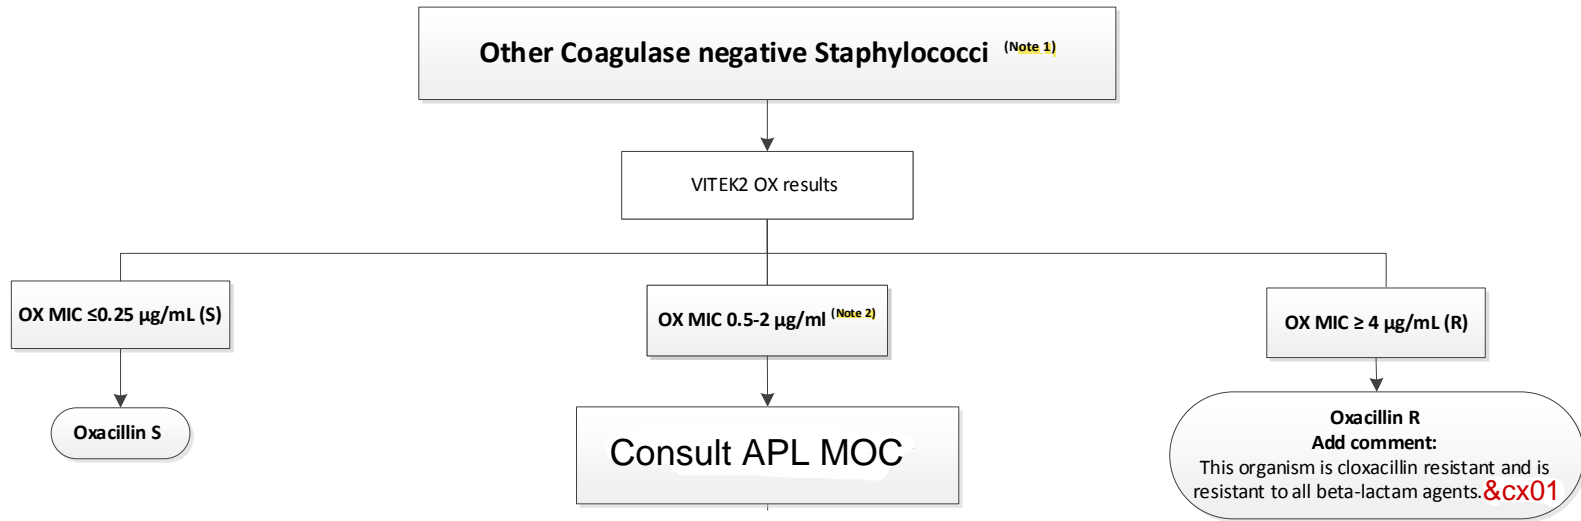 Other Coagulase negative Staphylococci (Note 1)
VITEK2 OX results
OX MIC ≤0.25 µg/mL (S)
OX MIC 0.5-2 µg/ml (Note 2)
OX MIC ≥ 4 µg/mL (R)
Oxacillin S
Consult APL MOC
Oxacillin R
Add comment:
This organism is cloxacillin resistant and is
resistant to all beta-lactam agents.&cx01